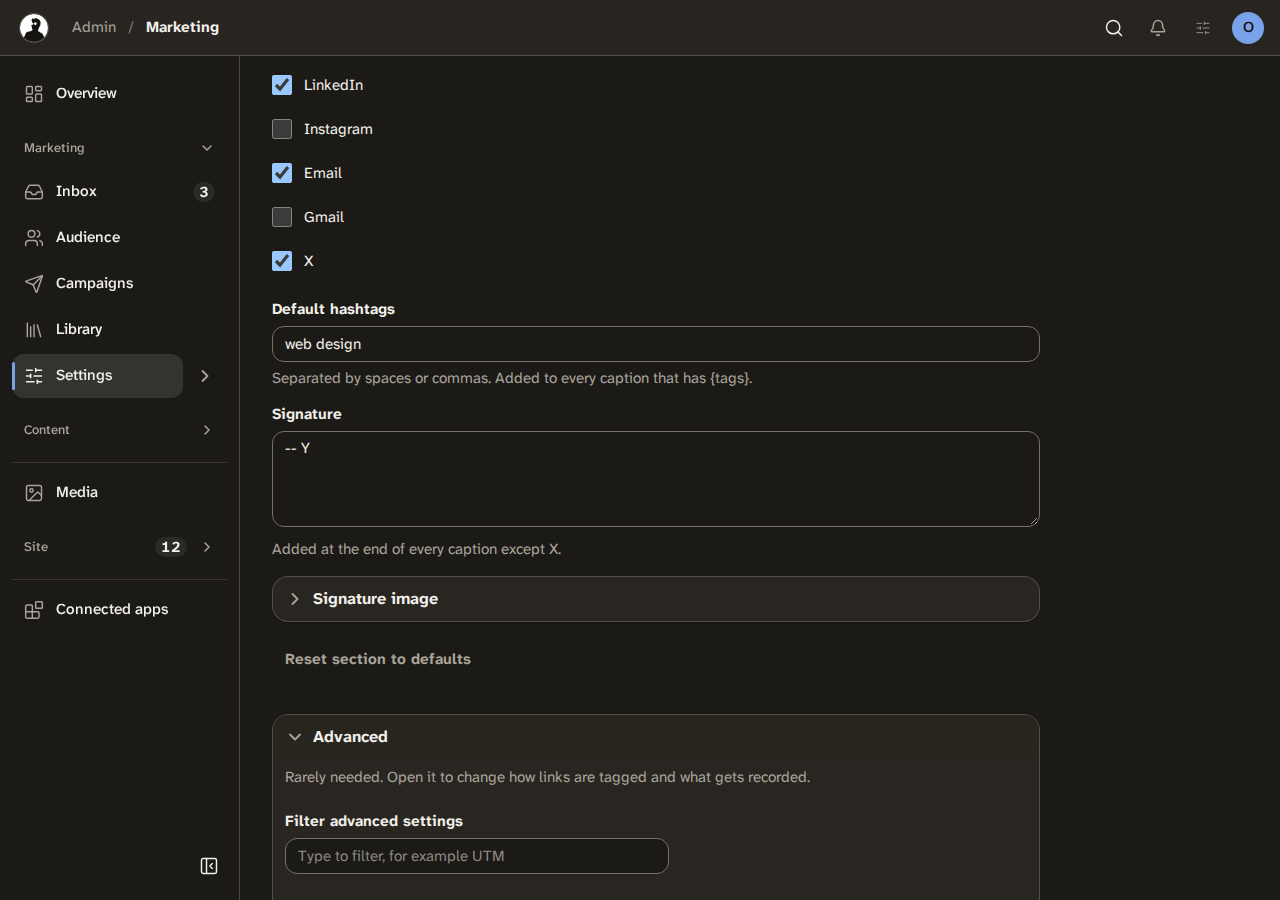 Admin / Marketing
O
Overview
Marketing
Inbox 3
Audience
Campaigns
Library
Settings
Content
Media
Site 12
Connected apps
LinkedIn
Instagram
Email
Gmail
X
Default hashtags
web design
Separated by spaces or commas. Added to every caption that has {tags}.
Signature
-- Y
Added at the end of every caption except X.
Signature image
Reset section to defaults
Advanced
Rarely needed. Open it to change how links are tagged and what gets recorded.
Filter advanced settings
Type to filter, for example UTM